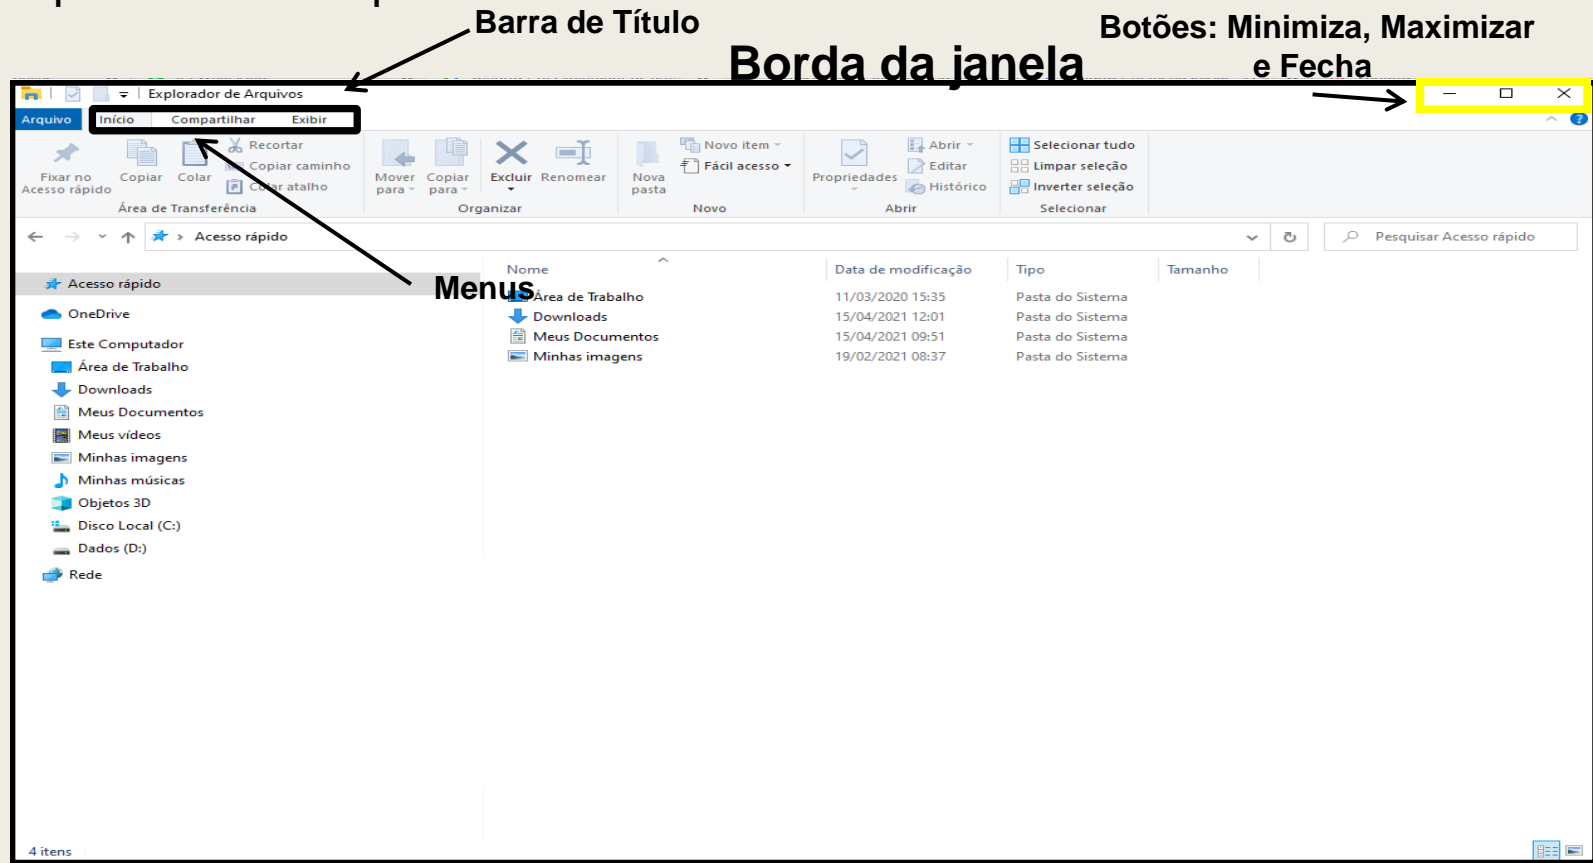 Barra de Título
Botões: Minimiza, Maximizar
e Fecha
Borda da janela
Explorador de Arquivos
Arquivo Início Compartilhar Exibir
Fixar no
Acesso rápido
Copiar
Colar
Recortar
Copiar caminho
Colar atalho
Mover
para
Copiar
para
Excluir
Renomear
Nova
pasta
Novo item
Fácil acesso
Propriedades
Abrir
Editar
Histórico
Selecionar tudo
Limpar seleção
Inverter seleção
Área de Transferência Organizar Novo Abrir Selecionar
Acesso rápido
Pesquisar Acesso rápido
Menus
Acesso rápido
OneDrive
Este Computador
Área de Trabalho
Downloads
Meus Documentos
Meus vídeos
Minhas imagens
Minhas músicas
Objetos 3D
Disco Local (C:)
Dados (D:)
Rede
Nome Data de modificação Tipo Tamanho
Área de Trabalho 11/03/2020 15:35 Pasta do Sistema
Downloads 15/04/2021 12:01 Pasta do Sistema
Meus Documentos 15/04/2021 09:51 Pasta do Sistema
Minhas imagens 19/02/2021 08:37 Pasta do Sistema
4 itens